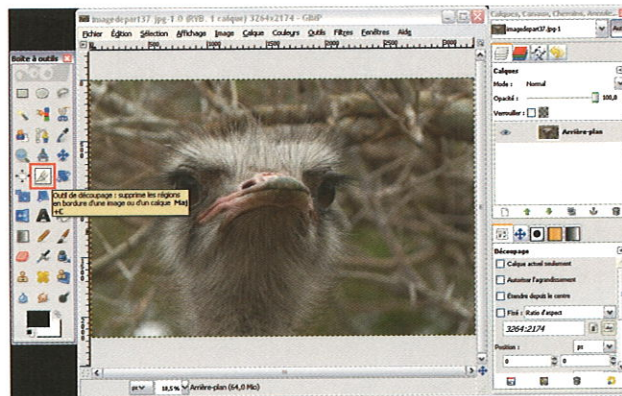 imagedepart37.jpg-1.0 (RVB, 1 calque) 3264x2174 – GIMP
Fichier Édition Sélection Affichage Image Calque Couleurs Outils Filtres Fenêtres Aide
Boîte à outils
Outil de découpage : supprime les régions
en bordure d'une image ou d'un calque Maj
+C
px
18,5 %
Arrière-plan (64,0 Mio)
Calques, Canaux, Chemins, Annuler
imagedepart37.jpg-1
Calques
Mode : Normal
Opacité : 100,0
Verrouiller :
Arrière-plan
Découpage
Calque actuel seulement
Autoriser l'agrandissement
Étendre depuis le centre
Fixé : Ratio d'aspect
3264:2174
Position : px
0 0